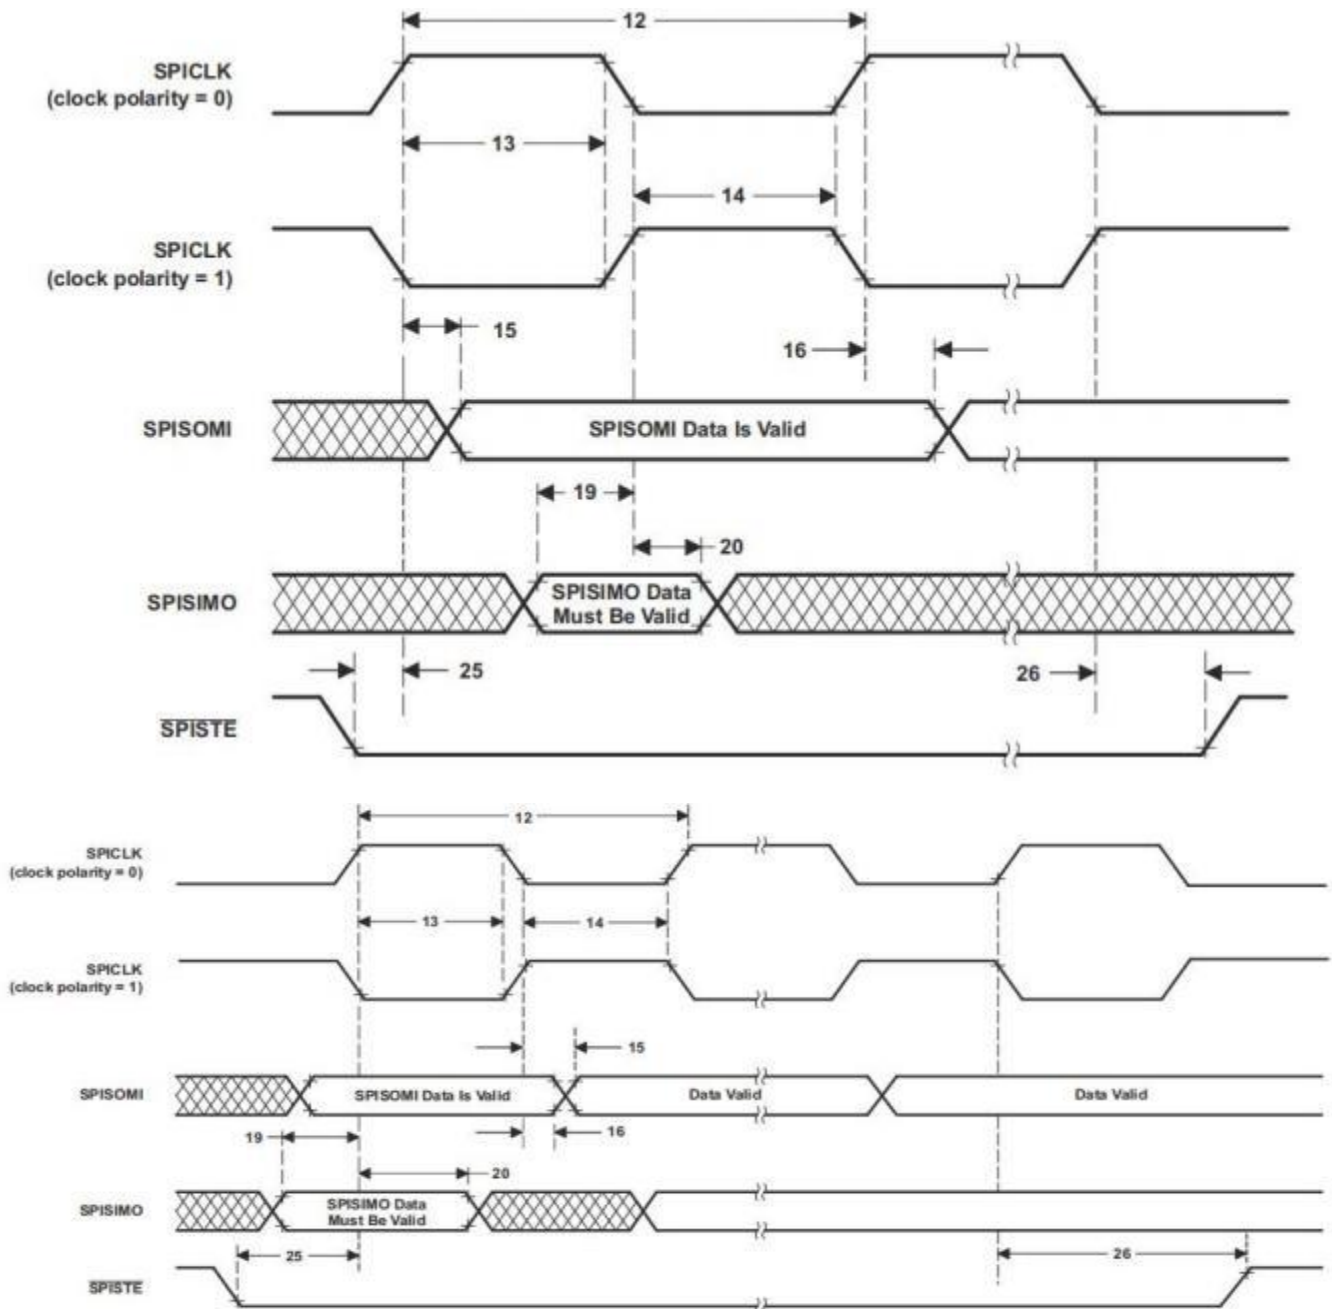 12
SPICLK
(clock polarity = 0)
13
14
SPICLK
(clock polarity = 1)
15
16
SPISOMI
SPISOMI Data Is Valid
19
20
SPISIMO
SPISIMO Data
Must Be Valid
25
26
SPISTE
12
SPICLK
(clock polarity = 0)
13
14
SPICLK
(clock polarity = 1)
15
SPISOMI
SPISOMI Data Is Valid
Data Valid
Data Valid
19
16
20
SPISIMO
SPISIMO Data
Must Be Valid
25
26
SPISTE